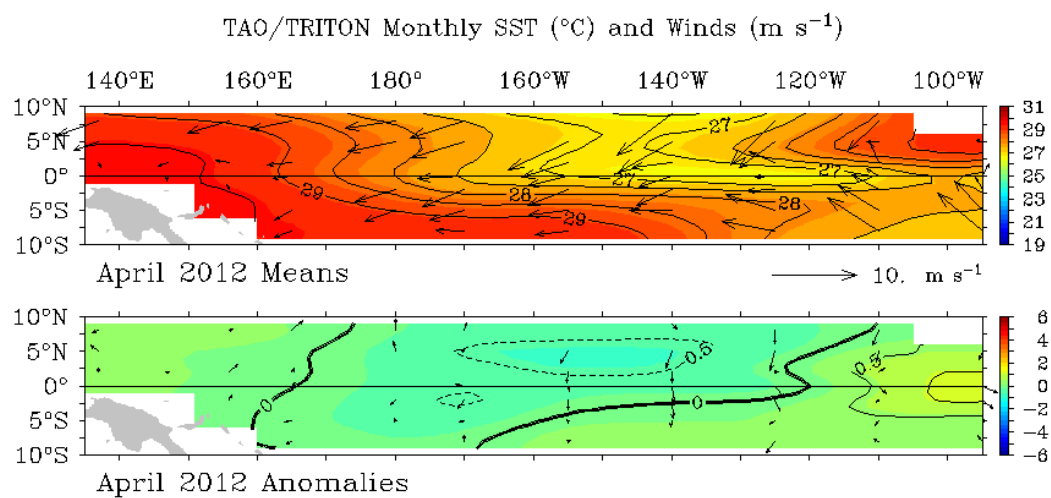 TAO/TRITON Monthly SST (°C) and Winds (m s⁻¹)
140°E 160°E 180° 160°W 140°W 120°W 100°W
10°N
5°N
0°
5°S
10°S
27
27
27
28
28
29
29
31
29
27
25
23
21
19
April 2012 Means
10. m s⁻¹
10°N
5°N
0°
5°S
10°S
0.5
0.5
0
0
6
4
2
0
-2
-4
-6
April 2012 Anomalies